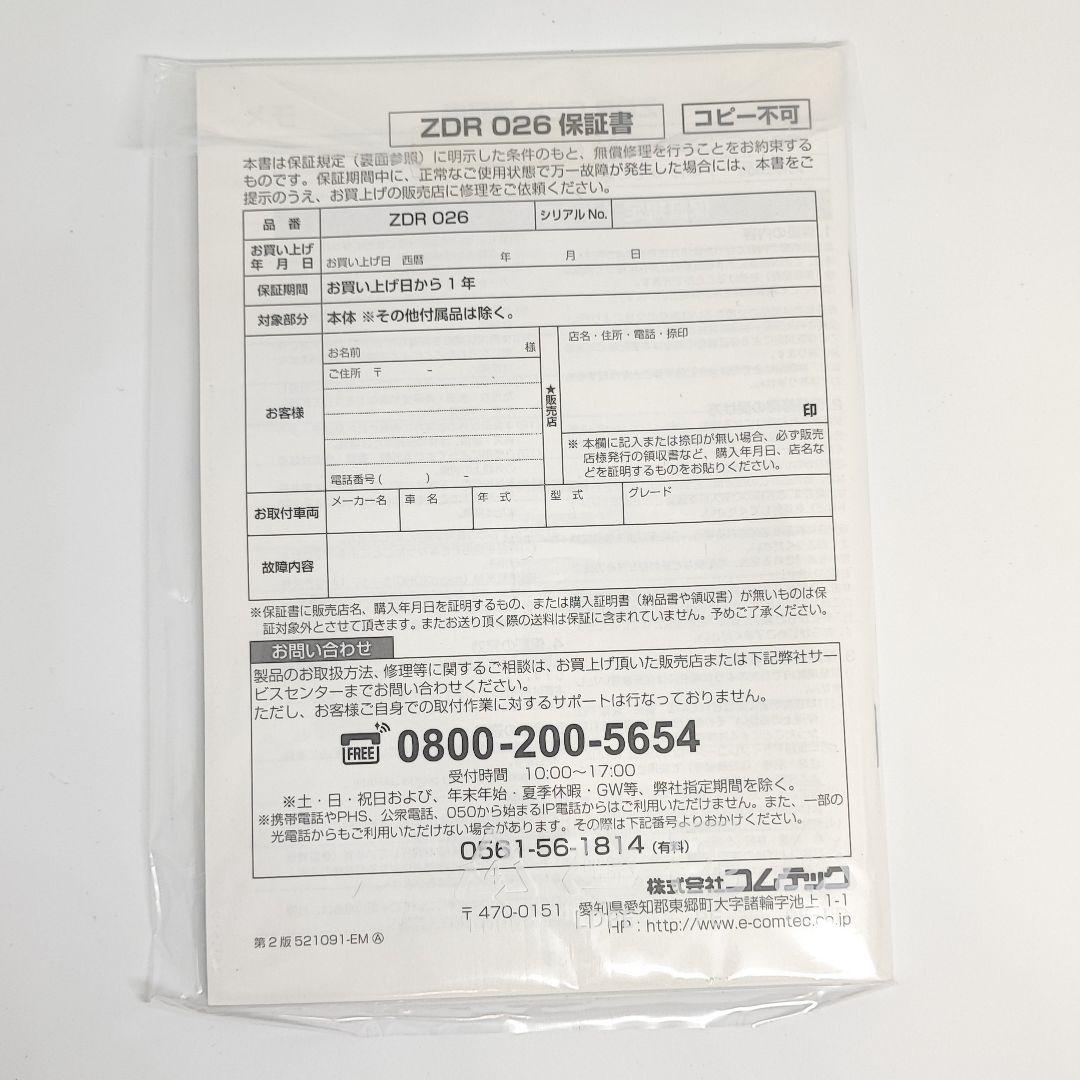 ZDR 026 保証書
コピー不可
本書は保証規定（裏面参照）に明示した条件のもと、無償修理を行うことをお約束する
ものです。保証期間中に、正常なご使用状態で万一故障が発生した場合には、本書をご
提示のうえ、お買上げの販売店に修理をご依頼ください。
品 番 ZDR 026 シリアル No.
お買い上げ
年 月 日 お買い上げ日 西暦 年 月 日
保証期間 お買い上げ日から 1 年
対象部分 本体 ※その他付属品は除く。
お客様
お名前 様
ご住所 〒 -
電話番号 ( ) -
★販売店
店名・住所・電話・捺印
印
※ 本欄に記入または捺印が無い場合、必ず販売
店様発行の領収書など、購入年月日、店名な
どを証明するものをお貼りください。
お取付車両 メーカー名 車 名 年 式 型 式 グレード
故障内容
※保証書に販売店名、購入年月日を証明するもの、または購入証明書（納品書や領収書）が無いものは保
証対象外とさせて頂きます。またお送り頂く際の送料は保証に含まれていません。予めご了承ください。
お問い合わせ
製品のお取扱方法、修理等に関するご相談は、お買上げ頂いた販売店または下記弊社サー
ビスセンターまでお問い合わせください。
ただし、お客様ご自身での取付作業に対するサポートは行なっておりません。
FREE 0800-200-5654
受付時間 10:00〜17:00
※土・日・祝日および、年末年始・夏季休暇・GW等、弊社指定期間を除く。
※携帯電話やPHS、公衆電話、050から始まるIP電話からはご利用いただけません。また、一部の
光電話からもご利用いただけない場合があります。その際は下記番号よりおかけください。
0561-56-1814 (有料)
株式会社コムテック
〒470-0151 愛知県愛知郡東郷町大字諸輪字池上 1-1
HP : http://www.e-comtec.co.jp
第 2 版 521091-EM Ⓐ